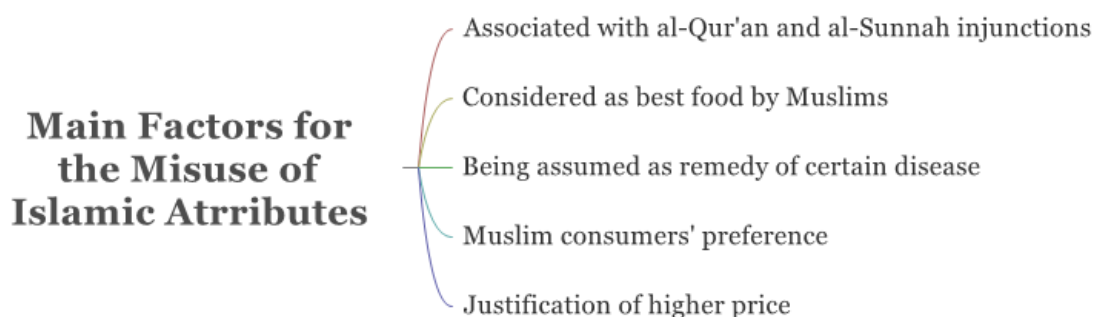 Main Factors for
the Misuse of
Islamic Atrributes
Associated with al-Qur'an and al-Sunnah injunctions
Considered as best food by Muslims
Being assumed as remedy of certain disease
Muslim consumers' preference
Justification of higher price